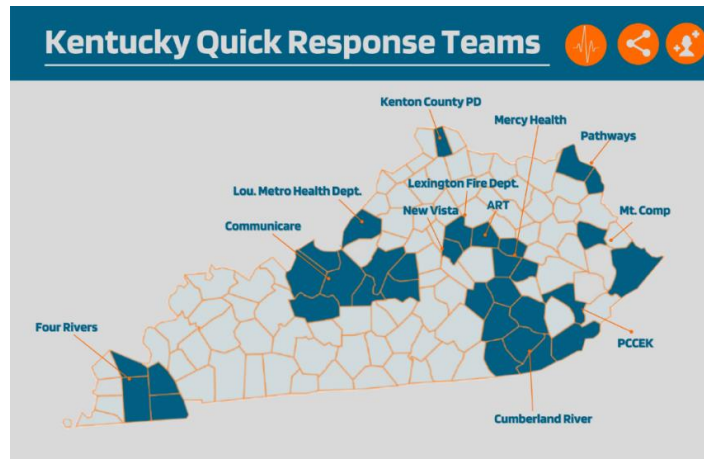 Kentucky Quick Response Teams
Kenton County PD
Mercy Health
Pathways
Lexington Fire Dept.
Lou. Metro Health Dept.
New Vista
ART
Mt. Comp
Communicare
Four Rivers
PCCEK
Cumberland River